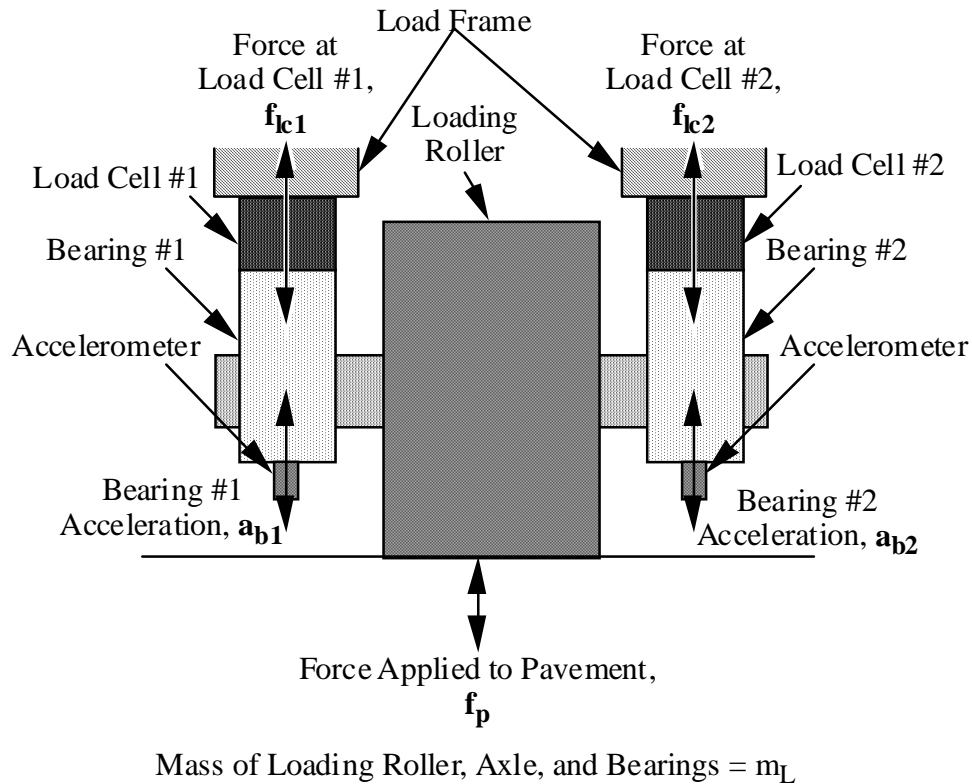 Load Frame
Force at
Load Cell #1,
f_lc1
Force at
Load Cell #2,
f_lc2
Loading
Roller
Load Cell #1
Load Cell #2
Bearing #1
Bearing #2
Accelerometer
Accelerometer
Bearing #1
Acceleration, a_b1
Bearing #2
Acceleration, a_b2
Force Applied to Pavement,
f_p
Mass of Loading Roller, Axle, and Bearings = m_L